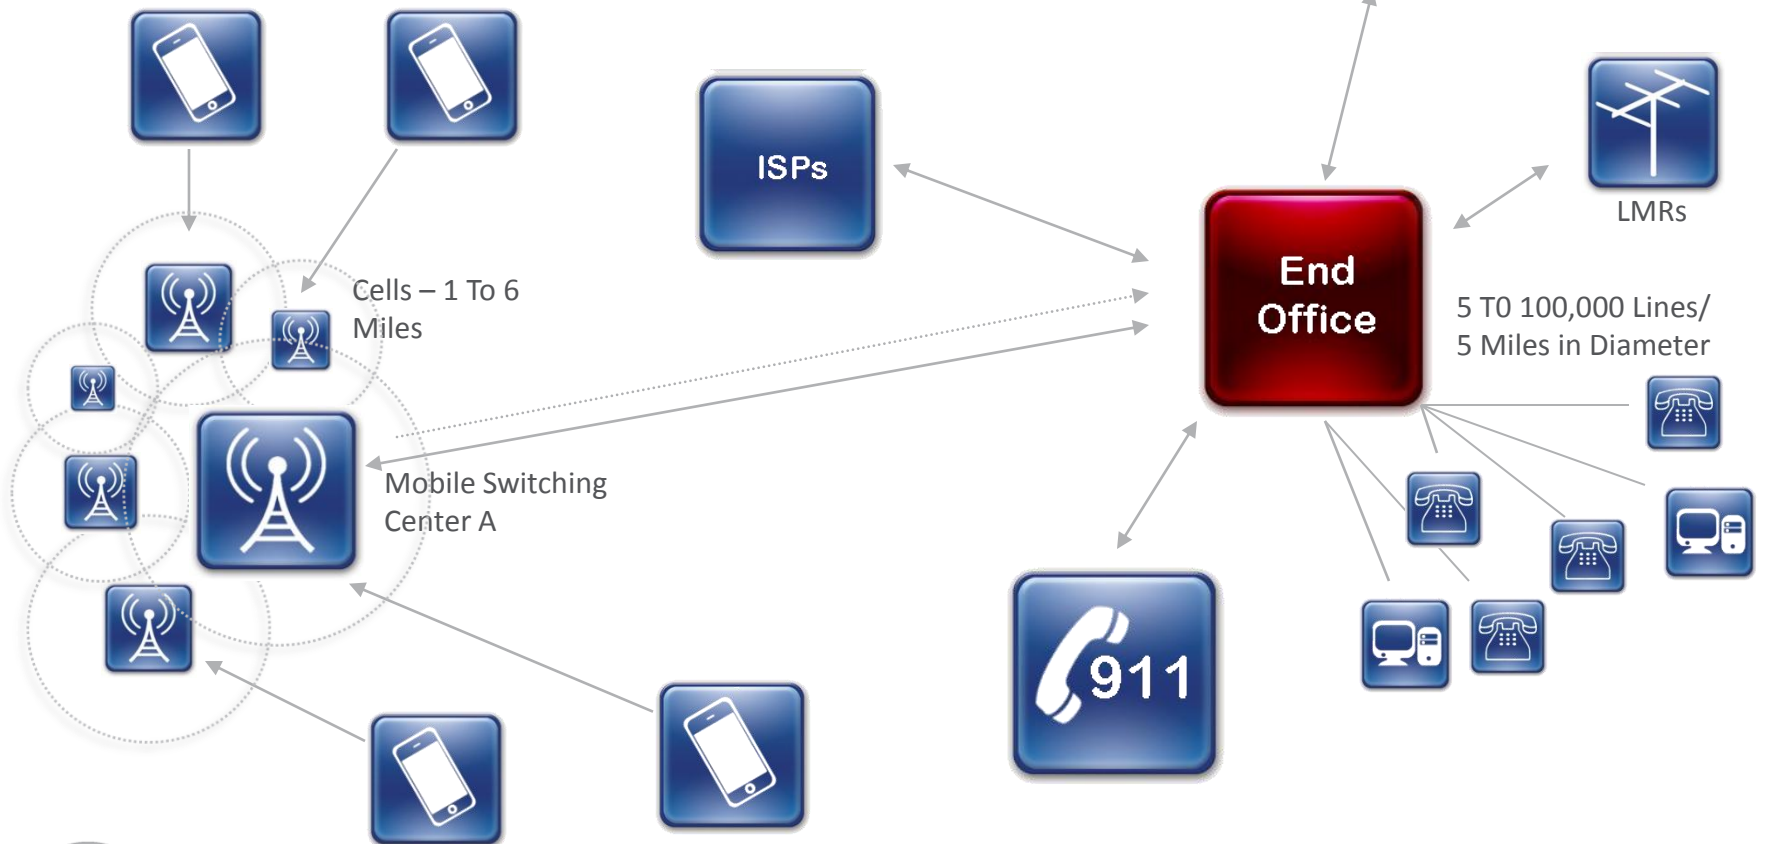 ISPs
LMRs
End
Office
Cells – 1 To 6
Miles
5 T0 100,000 Lines/
5 Miles in Diameter
Mobile Switching
Center A
911